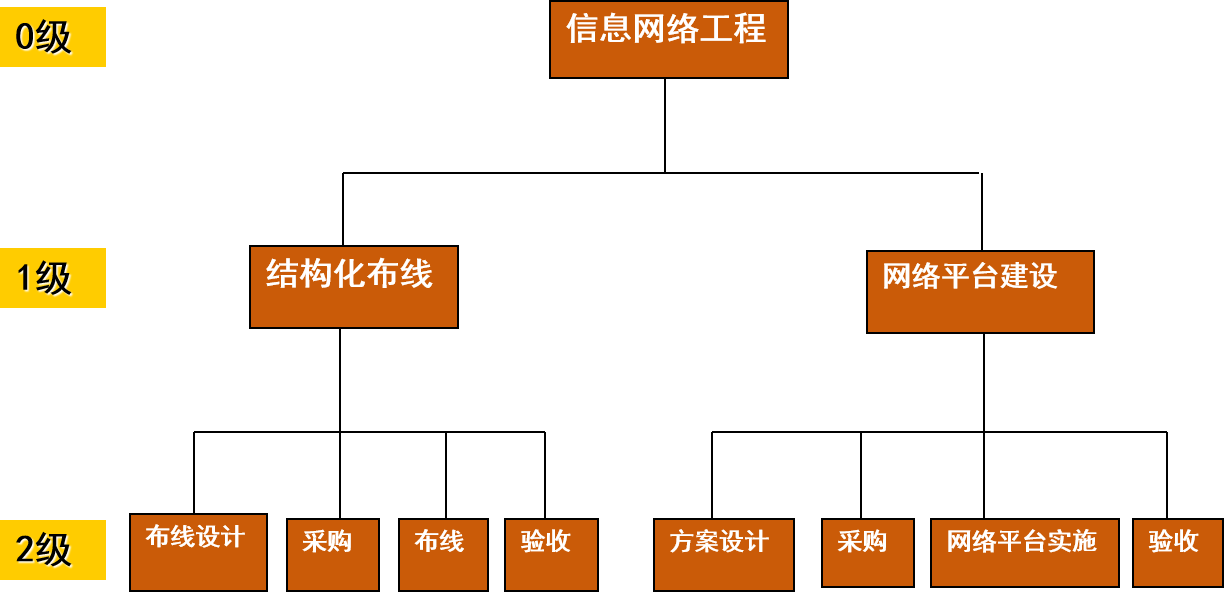 0级
信息网络工程
1级
结构化布线
网络平台建设
2级
布线设计
采购
布线
验收
方案设计
采购
网络平台实施
验收